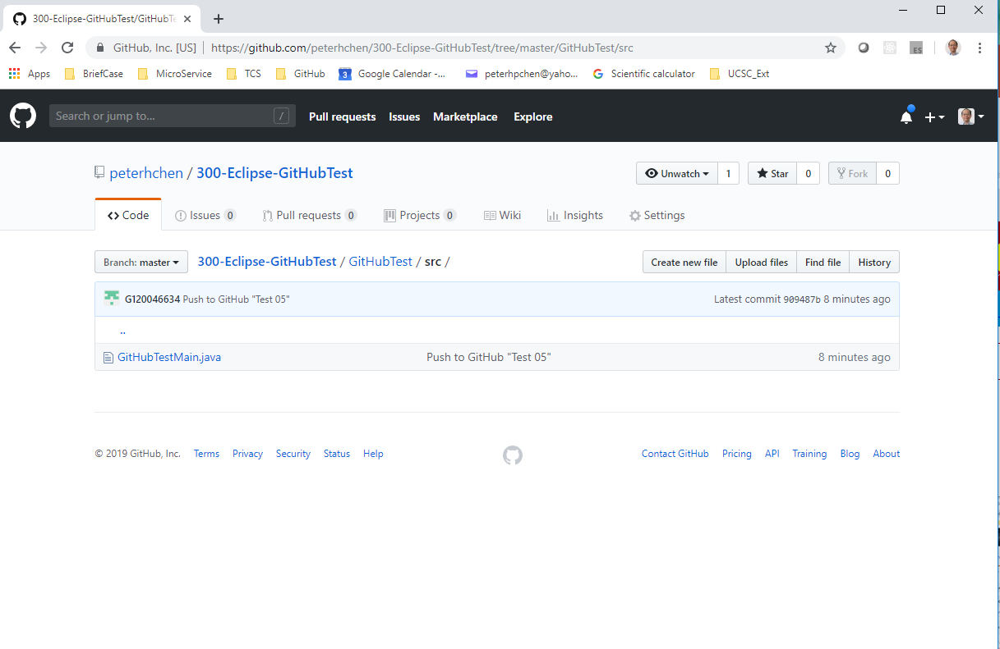 300-Eclipse-GitHubTest/GitHubTe
GitHub, Inc. [US] https://github.com/peterhchen/300-Eclipse-GitHubTest/tree/master/GitHubTest/src
ES
Apps BriefCase MicroService TCS GitHub 3 Google Calendar -... peterhpchen@yaho... Scientific calculator UCSC_Ext
Search or jump to... / Pull requests Issues Marketplace Explore
peterhchen / 300-Eclipse-GitHubTest Unwatch 1 Star 0 Fork 0
Code Issues 0 Pull requests 0 Projects 0 Wiki Insights Settings
Branch: master 300-Eclipse-GitHubTest / GitHubTest / src / Create new file Upload files Find file History
G120046634 Push to GitHub "Test 05" Latest commit 909487b 8 minutes ago
..
GitHubTestMain.java Push to GitHub "Test 05" 8 minutes ago
© 2019 GitHub, Inc. Terms Privacy Security Status Help Contact GitHub Pricing API Training Blog About